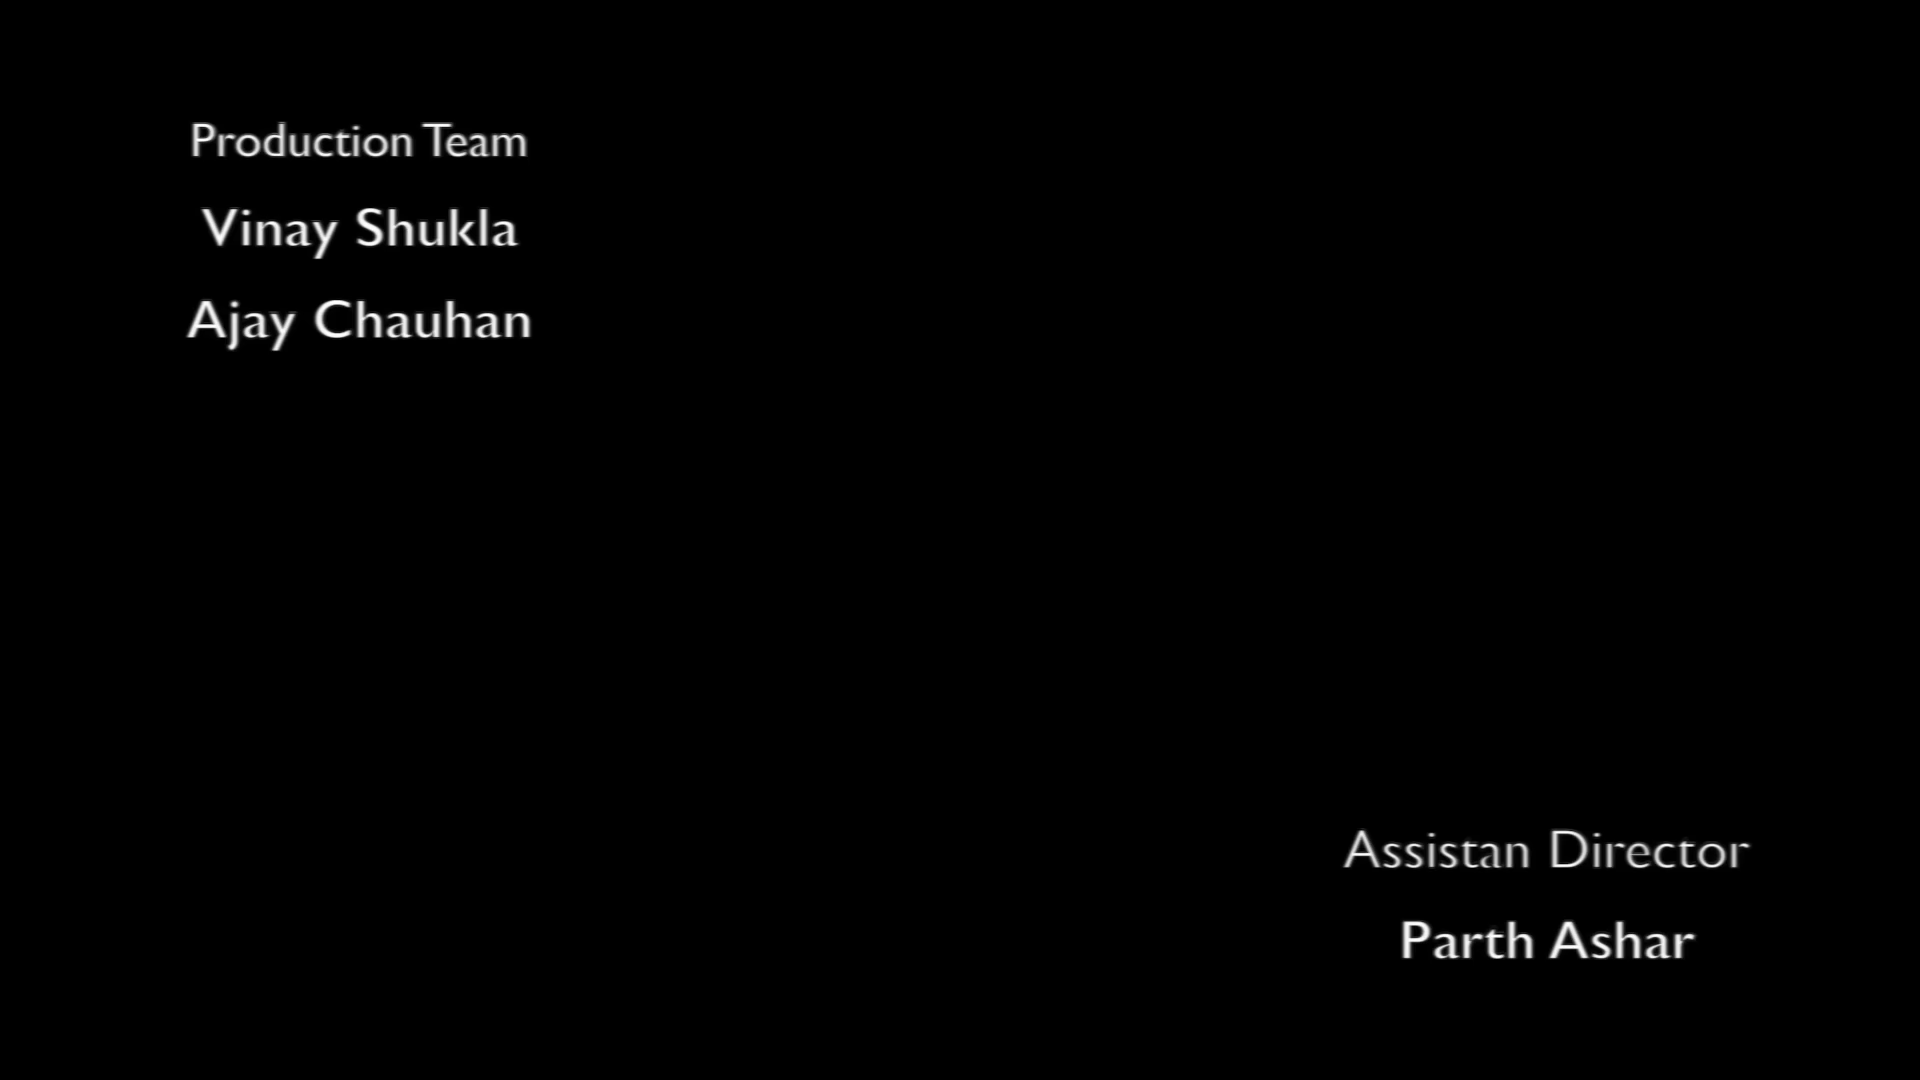 Production Team
Vinay Shukla
Ajay Chauhan
Assistan Director
Parth Ashar